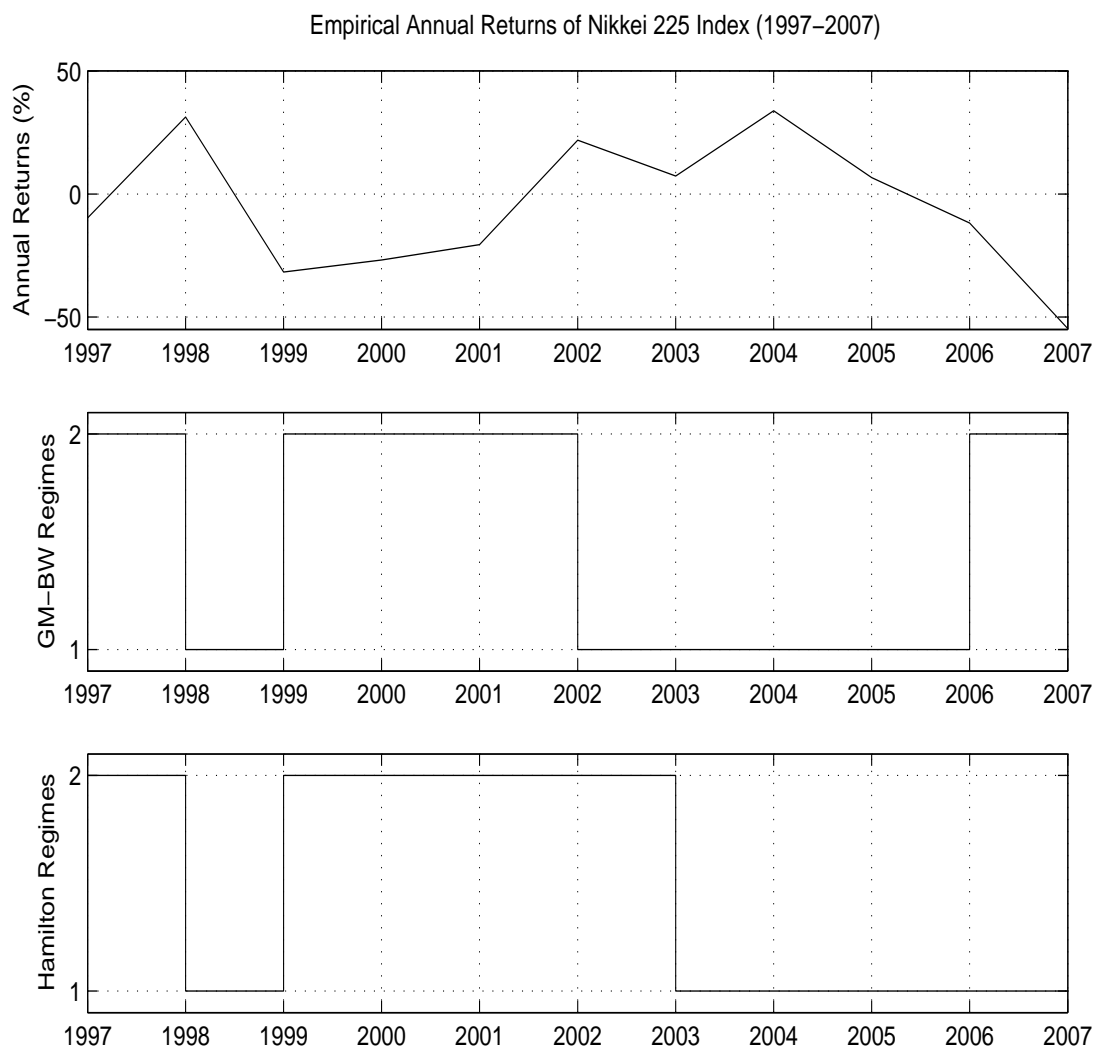 Empirical Annual Returns of Nikkei 225 Index (1997−2007)
Annual Returns (%)
50
0
−50
1997 1998 1999 2000 2001 2002 2003 2004 2005 2006 2007
GM−BW Regimes
2
1
1997 1998 1999 2000 2001 2002 2003 2004 2005 2006 2007
Hamilton Regimes
2
1
1997 1998 1999 2000 2001 2002 2003 2004 2005 2006 2007